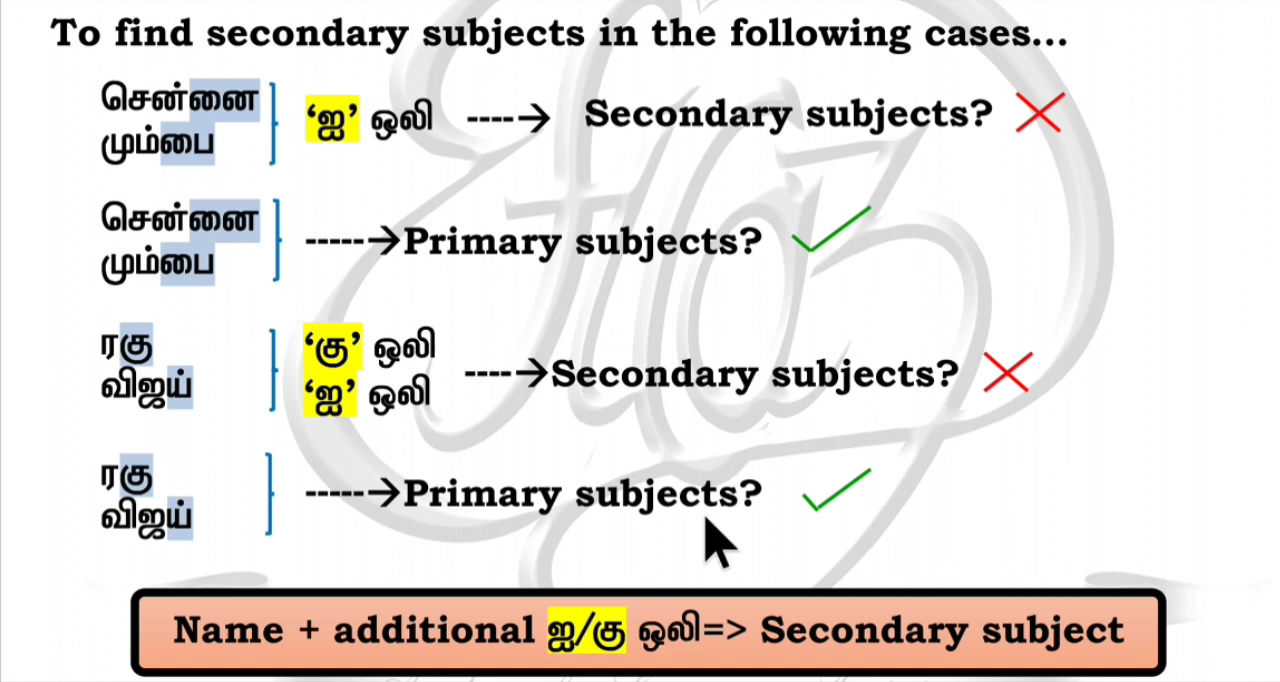 To find secondary subjects in the following cases...
சென்னை
மும்பை
‘ஐ’ ஒலி ----→ Secondary subjects?
சென்னை
மும்பை
-----→Primary subjects?
ரகு
விஜய்
‘கு’ ஒலி
‘ஐ’ ஒலி
----→Secondary subjects?
ரகு
விஜய்
-----→Primary subjects?
Name + additional ஐ/கு ஒலி=> Secondary subject